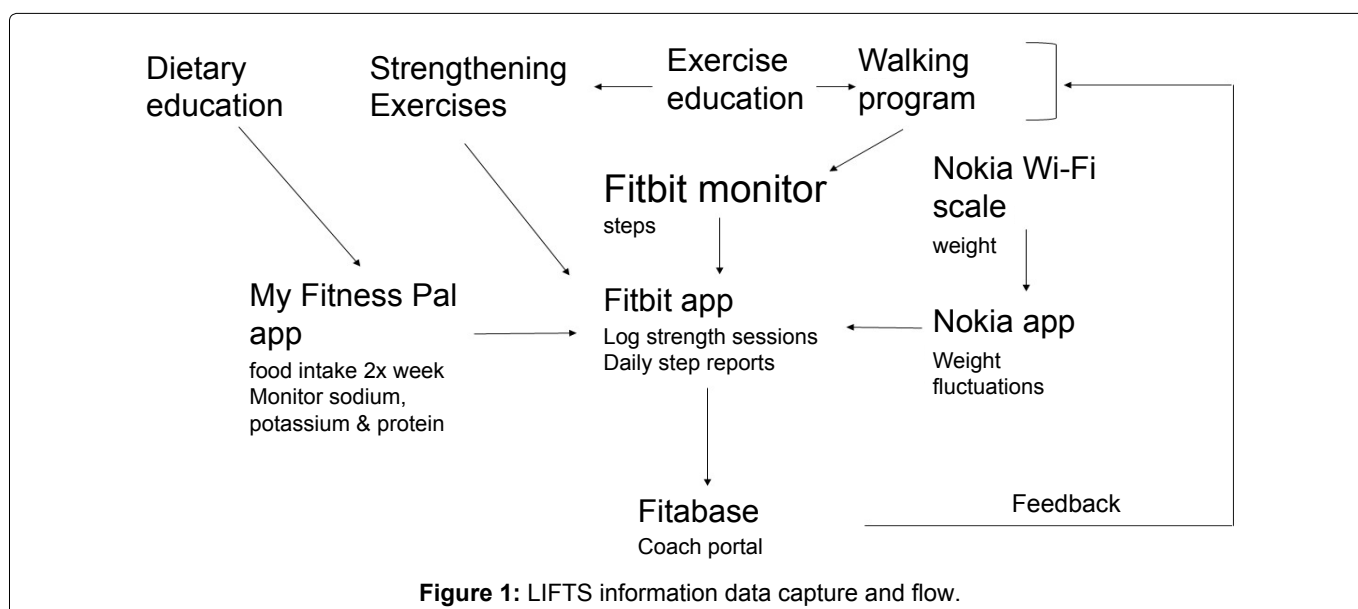 Dietary
education
Strengthening
Exercises
Exercise
education
Walking
program
Fitbit monitor
steps
Nokia Wi-Fi
scale
weight
My Fitness Pal
app
food intake 2x week
Monitor sodium,
potassium & protein
Fitbit app
Log strength sessions
Daily step reports
Nokia app
Weight
fluctuations
Fitabase
Coach portal
Feedback
Figure 1: LIFTS information data capture and flow.